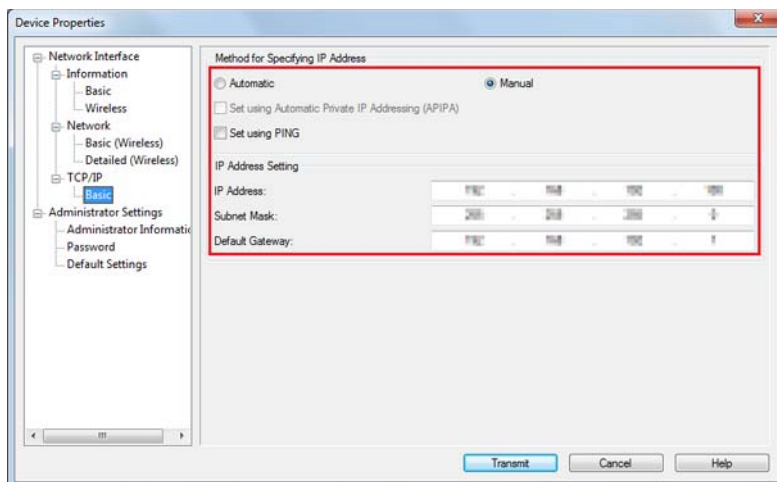 Device Properties
Network Interface
Information
Basic
Wireless
Network
Basic (Wireless)
Detailed (Wireless)
TCP/IP
Basic
Administrator Settings
Administrator Informatic
Password
Default Settings
Method for Specifying IP Address
Automatic
Manual
Set using Automatic Private IP Addressing (APIPA)
Set using PING
IP Address Setting
IP Address:
Subnet Mask:
Default Gateway:
Transmit
Cancel
Help